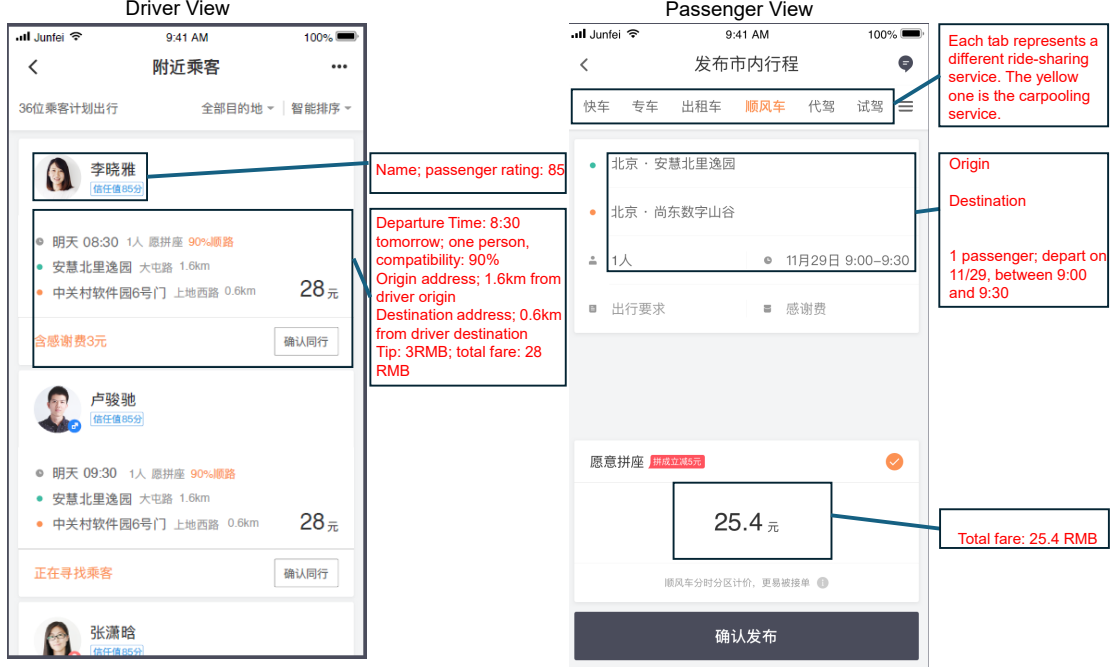 Driver View
Junfei 9:41 AM 100%
附近乘客
36位乘客计划出行 全部目的地 智能排序
李晓雅
信任值85分
明天 08:30 1人 愿拼座 90%顺路
安慧北里逸园 大屯路 1.6km
中关村软件园6号门 上地西路 0.6km 28元
含感谢费3元 确认同行
卢骏驰
信任值85分
明天 09:30 1人 愿拼座 90%顺路
安慧北里逸园 大屯路 1.6km
中关村软件园6号门 上地西路 0.6km 28元
正在寻找乘客 确认同行
张潇晗
信任值85分
Name; passenger rating: 85
Departure Time: 8:30
tomorrow; one person,
compatibility: 90%
Origin address; 1.6km from
driver origin
Destination address; 0.6km
from driver destination
Tip: 3RMB; total fare: 28
RMB
Passenger View
Junfei 9:41 AM 100%
发布市内行程
快车 专车 出租车 顺风车 代驾 试驾
北京 · 安慧北里逸园
北京 · 尚东数字山谷
1人 11月29日 9:00–9:30
出行要求 感谢费
愿意拼座 拼成立减5元
25.4 元
顺风车分时分区计价，更易被接单
确认发布
Each tab represents a
different ride-sharing
service. The yellow
one is the carpooling
service.
Origin
Destination
1 passenger; depart on
11/29, between 9:00
and 9:30
Total fare: 25.4 RMB